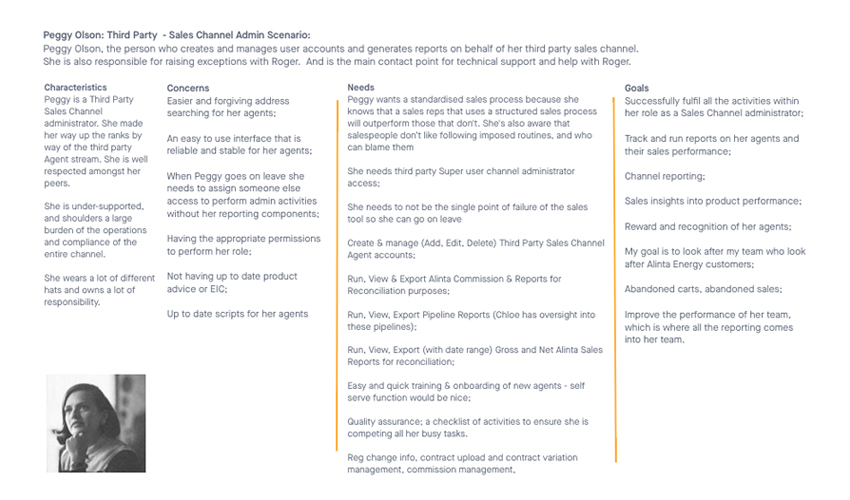 Peggy Olson: Third Party - Sales Channel Admin Scenario:
Peggy Olson, the person who creates and manages user accounts and generates reports on behalf of her third party sales channel.
She is also responsible for raising exceptions with Roger. And is the main contact point for technical support and help with Roger.
Characteristics
Peggy is a Third Party
Sales Channel
administrator. She made
her way up the ranks by
way of the third party
Agent stream. She is well
respected amongst her
peers.
She is under-supported,
and shoulders a large
burden of the operations
and compliance of the
entire channel.
She wears a lot of different
hats and owns a lot of
responsibility.
Concerns
Easier and forgiving address
searching for her agents;
An easy to use interface that is
reliable and stable for her agents;
When Peggy goes on leave she
needs to assign someone else
access to perform admin activities
without her reporting components;
Having the appropriate permissions
to perform her role;
Not having up to date product
advice or EIC;
Up to date scripts for her agents
Needs
Peggy wants a standardised sales process because she
knows that a sales reps that uses a structured sales process
will outperform those that don't. She's also aware that
salespeople don't like following imposed routines, and who
can blame them
She needs third party Super user channel administrator
access;
She needs to not be the single point of failure of the sales
tool so she can go on leave
Create & manage (Add, Edit, Delete) Third Party Sales Channel
Agent accounts;
Run, View & Export Alinta Commission & Reports for
Reconciliation purposes;
Run, View, Export Pipeline Reports (Chloe has oversight into
these pipelines);
Run, View, Export (with date range) Gross and Net Alinta Sales
Reports for reconciliation;
Easy and quick training & onboarding of new agents - self
serve function would be nice;
Quality assurance; a checklist of activities to ensure she is
competing all her busy tasks.
Reg change info, contract upload and contract variation
management, commission management,
Goals
Successfully fulfil all the activities within
her role as a Sales Channel administrator;
Track and run reports on her agents and
their sales performance;
Channel reporting;
Sales insights into product performance;
Reward and recognition of her agents;
My goal is to look after my team who look
after Alinta Energy customers;
Abandoned carts, abandoned sales;
Improve the performance of her team,
which is where all the reporting comes
into her team.